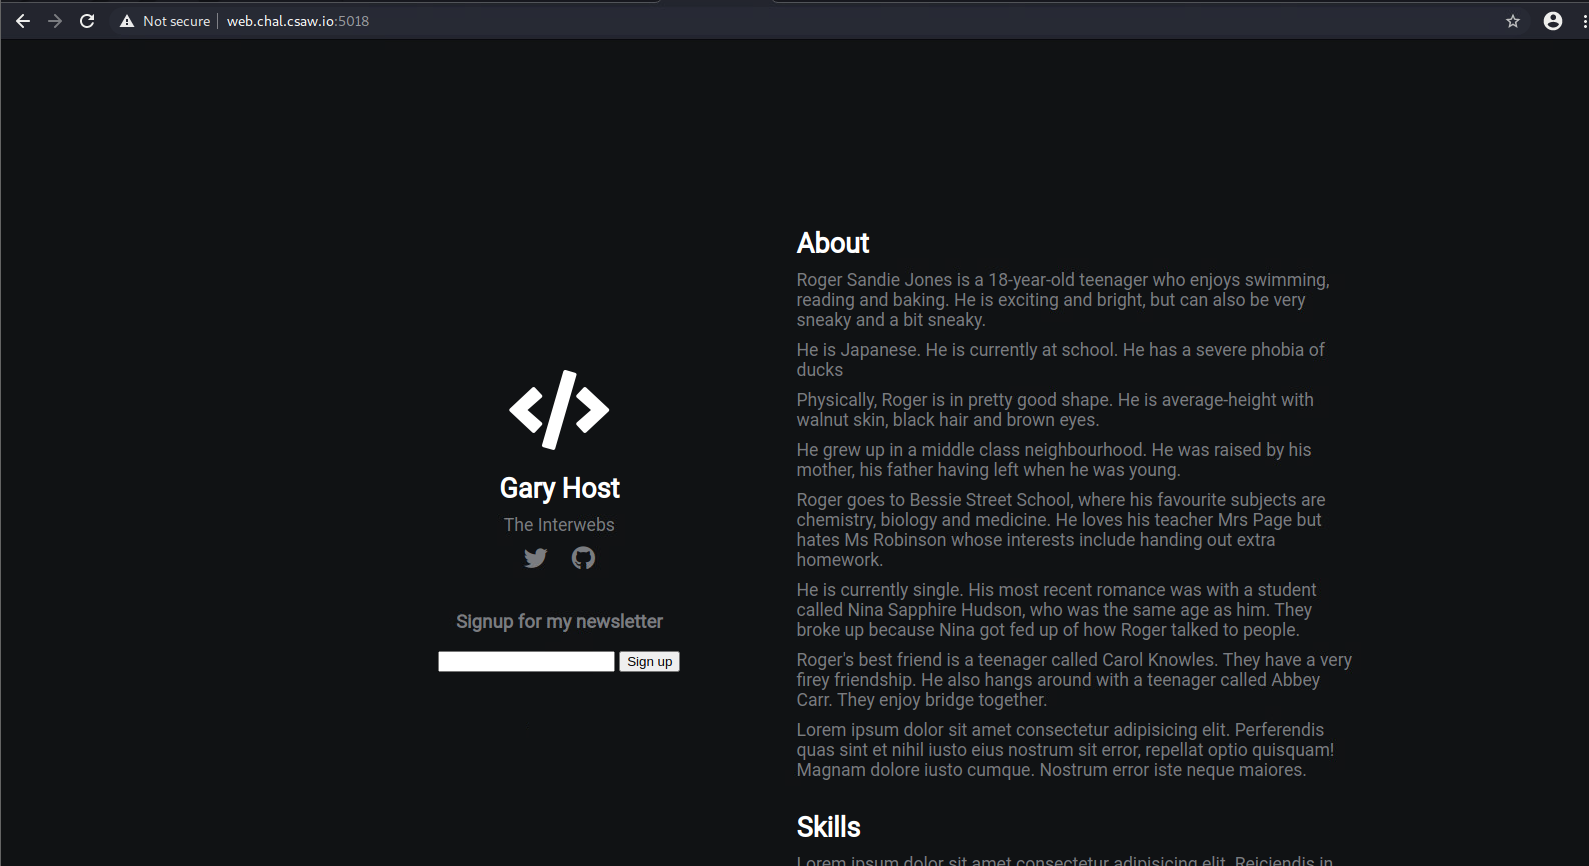 Not secure | web.chal.csaw.io:5018
Gary Host
The Interwebs
Signup for my newsletter
Sign up
About
Roger Sandie Jones is a 18-year-old teenager who enjoys swimming,
reading and baking. He is exciting and bright, but can also be very
sneaky and a bit sneaky.
He is Japanese. He is currently at school. He has a severe phobia of
ducks
Physically, Roger is in pretty good shape. He is average-height with
walnut skin, black hair and brown eyes.
He grew up in a middle class neighbourhood. He was raised by his
mother, his father having left when he was young.
Roger goes to Bessie Street School, where his favourite subjects are
chemistry, biology and medicine. He loves his teacher Mrs Page but
hates Ms Robinson whose interests include handing out extra
homework.
He is currently single. His most recent romance was with a student
called Nina Sapphire Hudson, who was the same age as him. They
broke up because Nina got fed up of how Roger talked to people.
Roger's best friend is a teenager called Carol Knowles. They have a very
firey friendship. He also hangs around with a teenager called Abbey
Carr. They enjoy bridge together.
Lorem ipsum dolor sit amet consectetur adipisicing elit. Perferendis
quas sint et nihil iusto eius nostrum sit error, repellat optio quisquam!
Magnam dolore iusto cumque. Nostrum error iste neque maiores.
Skills
Lorem ipsum dolor sit amet consectetur adipisicing elit. Reiciendis in